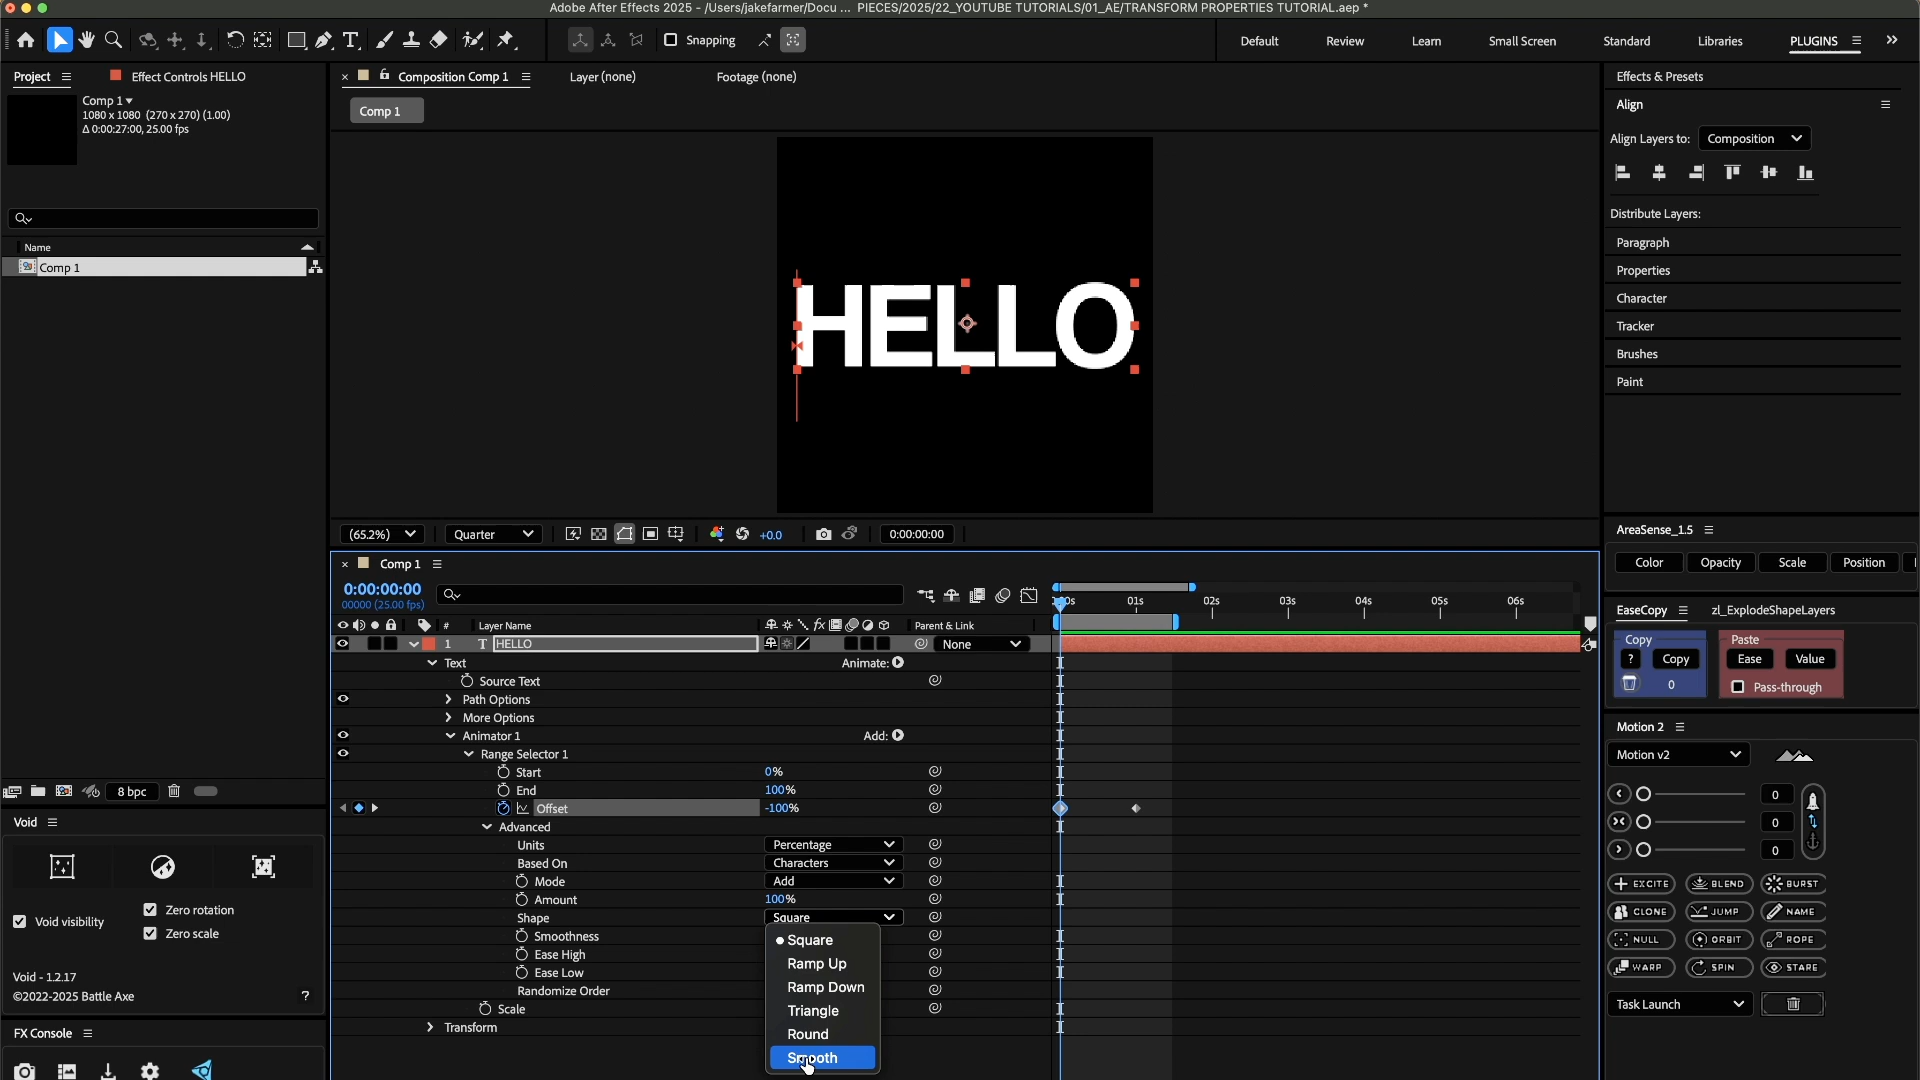 Adobe After Effects 2025 - /Users/jakefarmer/Docu ... PIECES/2025/22_YOUTUBE TUTORIALS/01_AE/TRANSFORM PROPERTIES TUTORIAL.aep *
Snapping
Default Review Learn Small Screen Standard Libraries PLUGINS
Project Effect Controls HELLO
Comp 1
1080 x 1080 (270 x 270) (1.00)
Δ 0:00:27:00, 25.00 fps
Name
Comp 1
8 bpc
Void
Void visibility
Zero rotation
Zero scale
Void - 1.2.17
©2022-2025 Battle Axe ?
FX Console
Composition Comp 1 Layer (none) Footage (none)
Comp 1
HELLO
(65.2%) Quarter +0.0 0:00:00:00
Comp 1
0:00:00:00
00000 (25.00 fps)
01s 02s 03s 04s 05s 06s
# Layer Name Parent & Link
1 T HELLO None
Text Animate:
Source Text
Path Options
More Options
Animator 1 Add:
Range Selector 1
Start 0%
End 100%
Offset -100%
Advanced
Units Percentage
Based On Characters
Mode Add
Amount 100%
Shape Square
Smoothness
Ease High
Ease Low
Randomize Order
Scale
Transform
Square
Ramp Up
Ramp Down
Triangle
Round
Smooth
Effects & Presets
Align
Align Layers to: Composition
Distribute Layers:
Paragraph
Properties
Character
Tracker
Brushes
Paint
AreaSense_1.5
Color Opacity Scale Position
EaseCopy zl_ExplodeShapeLayers
Copy Paste
? Copy Ease Value
0 Pass-through
Motion 2
Motion v2
0
0
0
EXCITE BLEND BURST
CLONE JUMP NAME
NULL ORBIT ROPE
WARP SPIN STARE
Task Launch